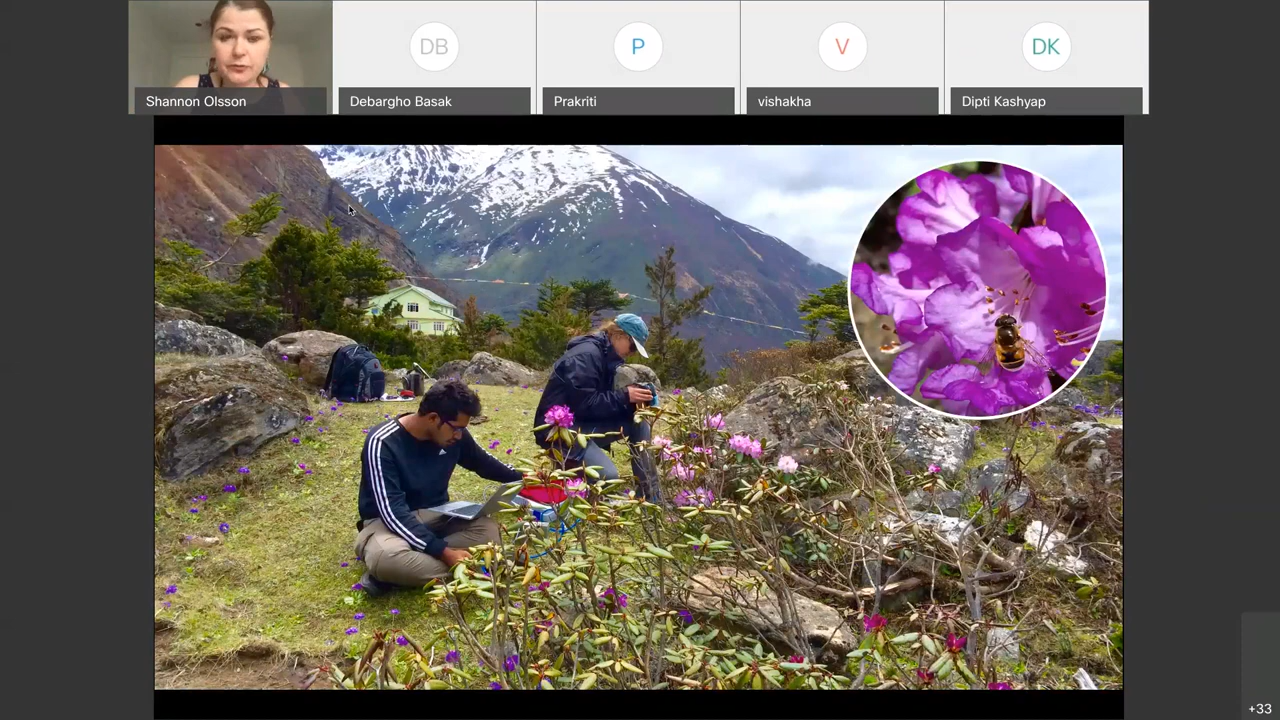 DB
P
V
DK
Shannon Olsson
Debargho Basak
Prakriti
vishakha
Dipti Kashyap
+33